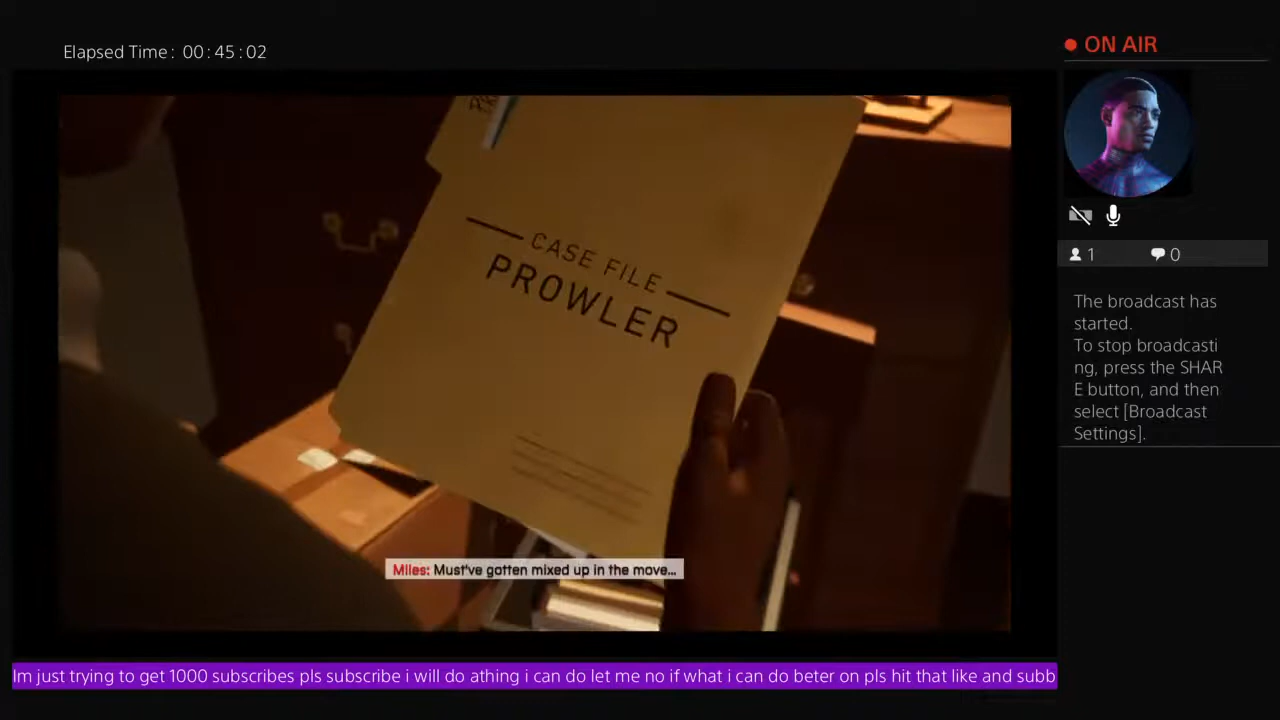 Elapsed Time: 00:45:02
ON AIR
CASE FILE
PROWLER
1
0
The broadcast has
started.
To stop broadcasti
ng, press the SHAR
E button, and then
select [Broadcast
Settings].
Miles: Must've gotten mixed up in the move...
Im just trying to get 1000 subscribes pls subscribe i will do athing i can do let me no if what i can do beter on pls hit that like and subb